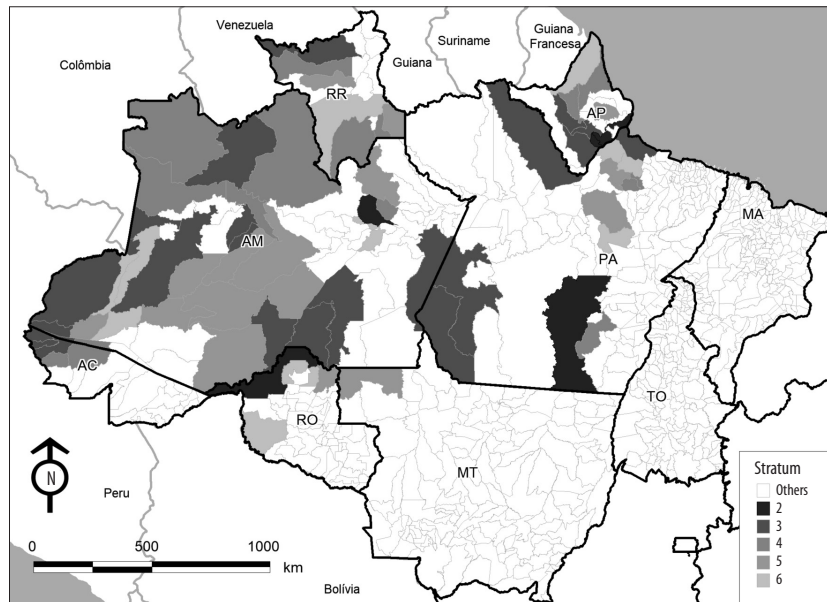 Venezuela
Guiana
Francesa
Suriname
Colômbia
Guiana
RR
AP
MA
AM
PA
AC
TO
RO
MT
N
Peru
Stratum
Others
2
3
4
5
6
0 500 1000
km
Bolívia